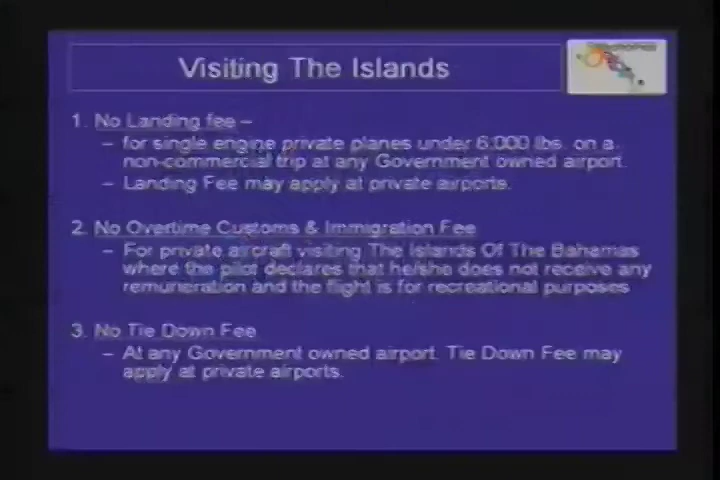 Visiting The Islands
1. No Landing fee –
– for single engine private planes under 6,000 lbs. on a
non-commercial trip at any Government owned airport.
– Landing Fee may apply at private airports.
2. No Overtime Customs & Immigration Fee
– For private aircraft visiting The Islands Of The Bahamas
where the pilot declares that he/she does not receive any
remuneration and the flight is for recreational purposes
3. No Tie Down Fee
– At any Government owned airport. Tie Down Fee may
apply at private airports.